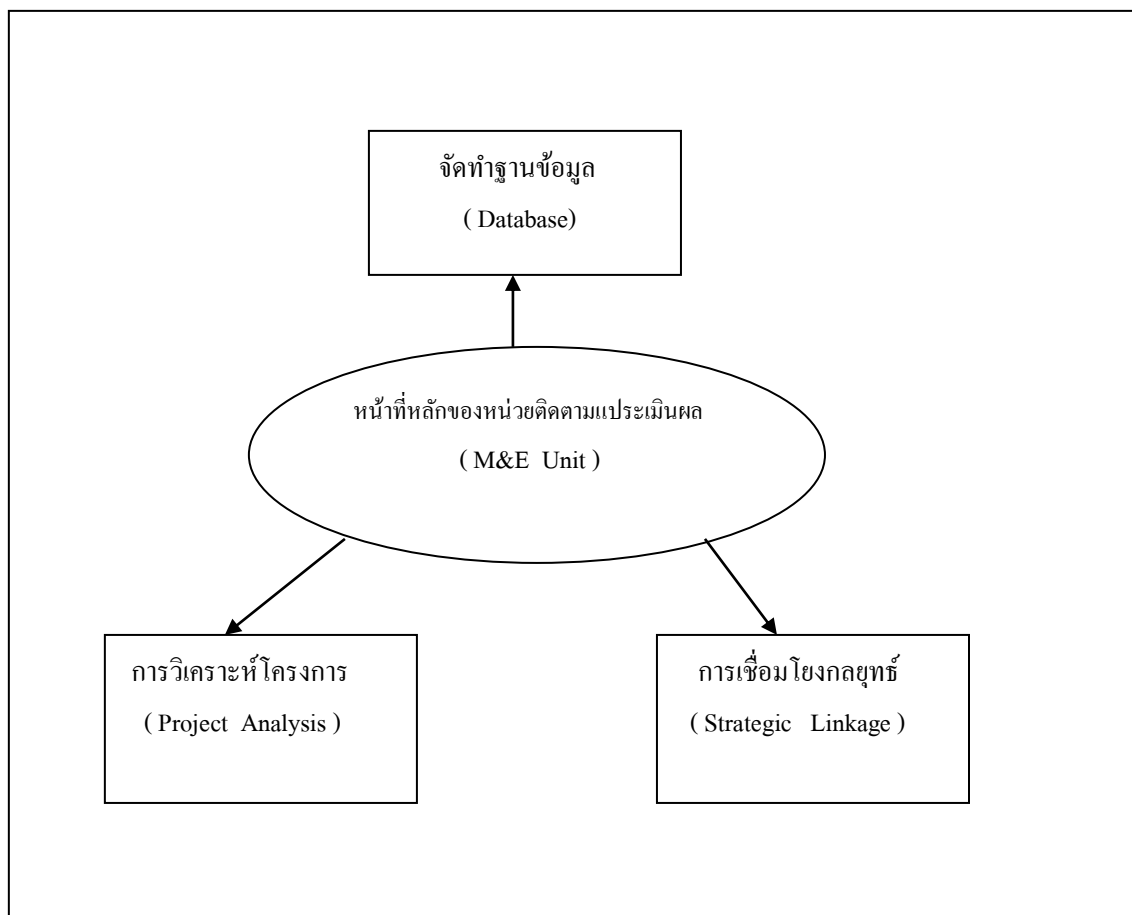 จัดทำฐานข้อมูล
( Database)
หน้าที่หลักของหน่วยติดตามแประเมินผล
( M&E Unit )
การวิเคราะห์โครงการ
( Project Analysis )
การเชื่อมโยงกลยุทธ์
( Strategic Linkage )